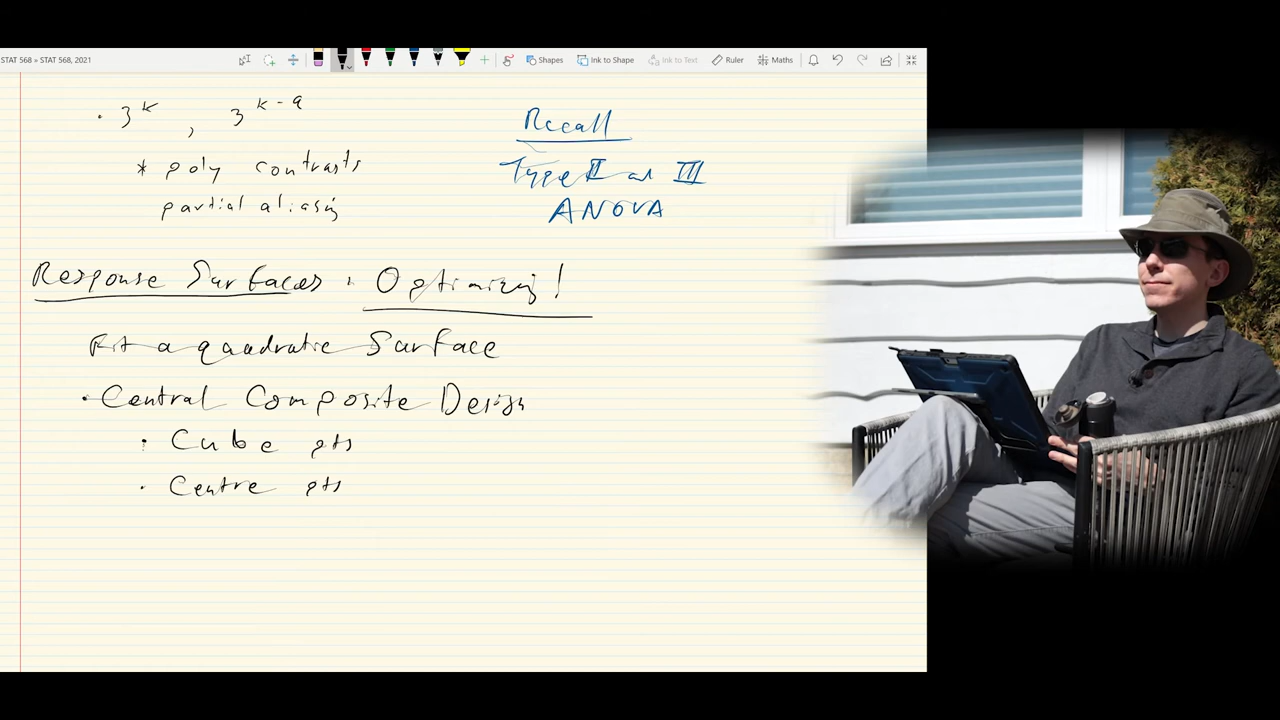 STAT 568 » STAT 568, 2021
Shapes Ink to Shape Ink to Text Ruler Maths
· 3^k , 3^k-q
* poly contrasts
partial aliasing
Recall
Type II or III
ANOVA
Response Surfaces · Optimizing!
Fit a quadratic Surface
· Central Composite Design
· Cube pts
· Centre pts